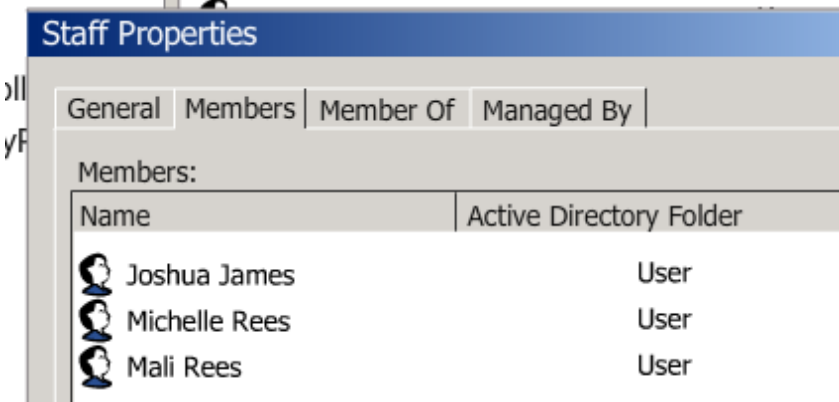 Staff Properties
oll
General Members Member Of Managed By
Members:
Name Active Directory Folder
Joshua James User
Michelle Rees User
Mali Rees User